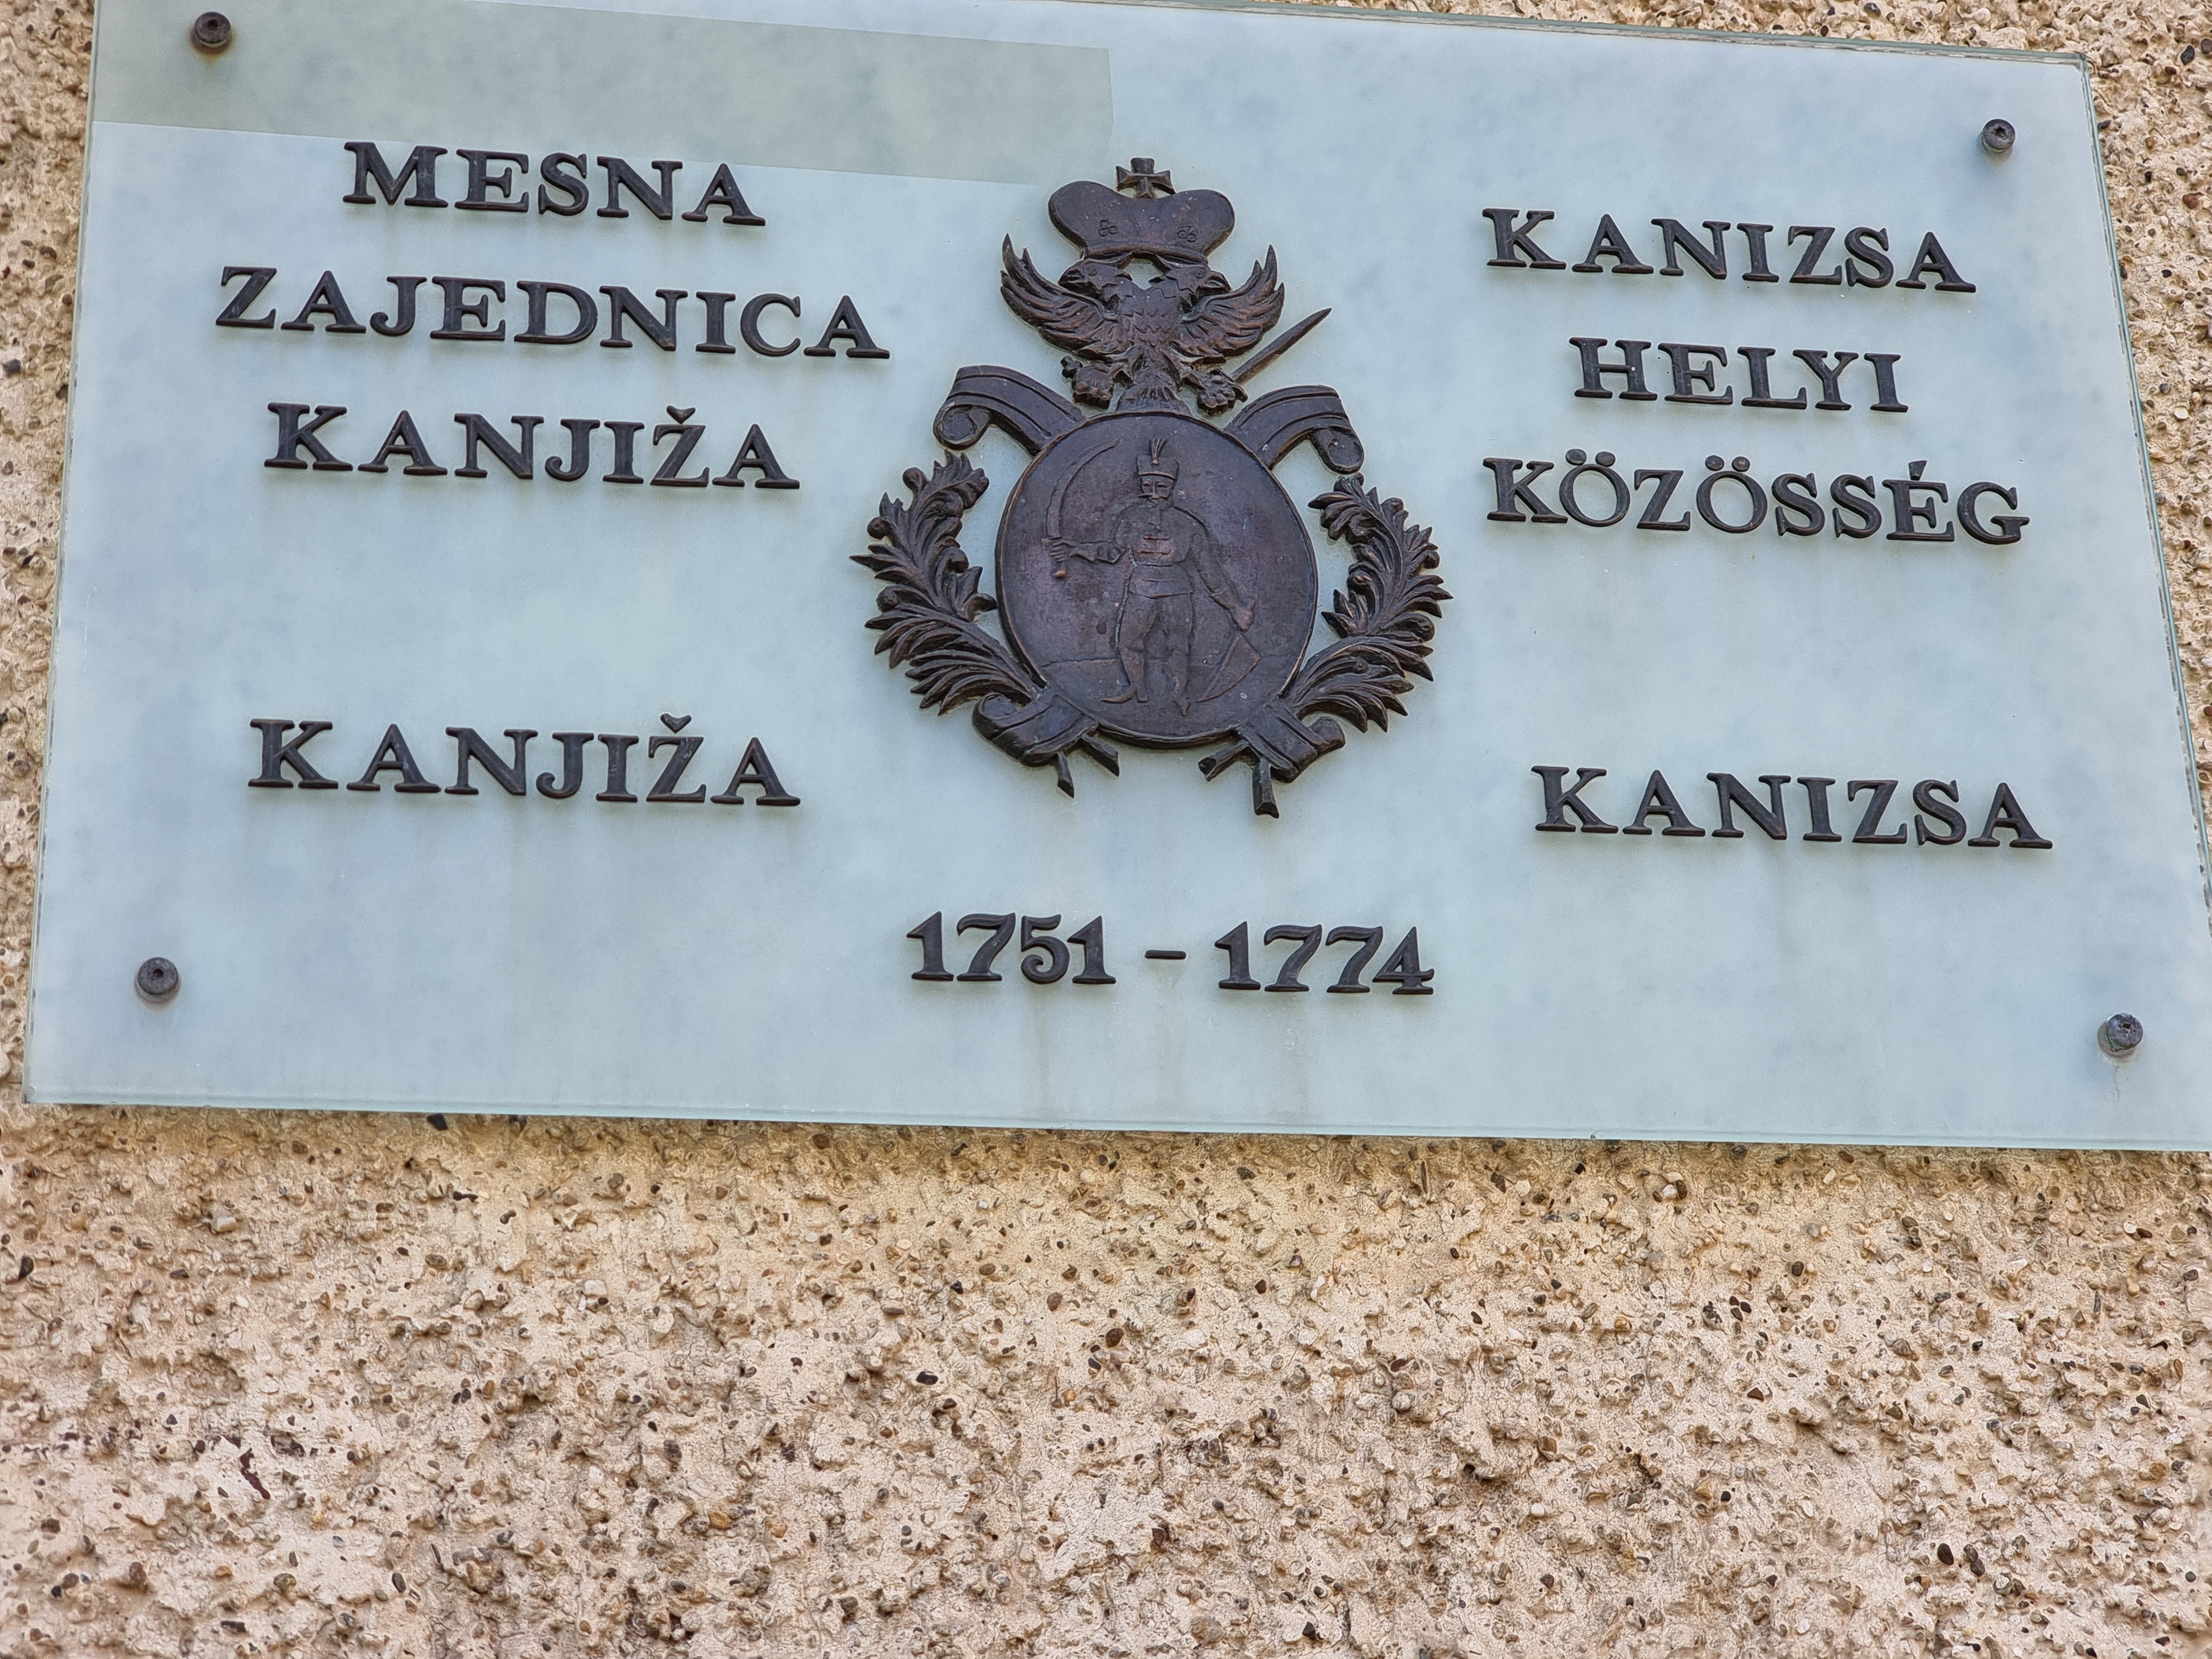 MESNA
ZAJEDNICA
KANJIŽA
KANIZSA
HELYI
KÖZÖSSÉG
KANJIŽA
KANIZSA
1751 - 1774